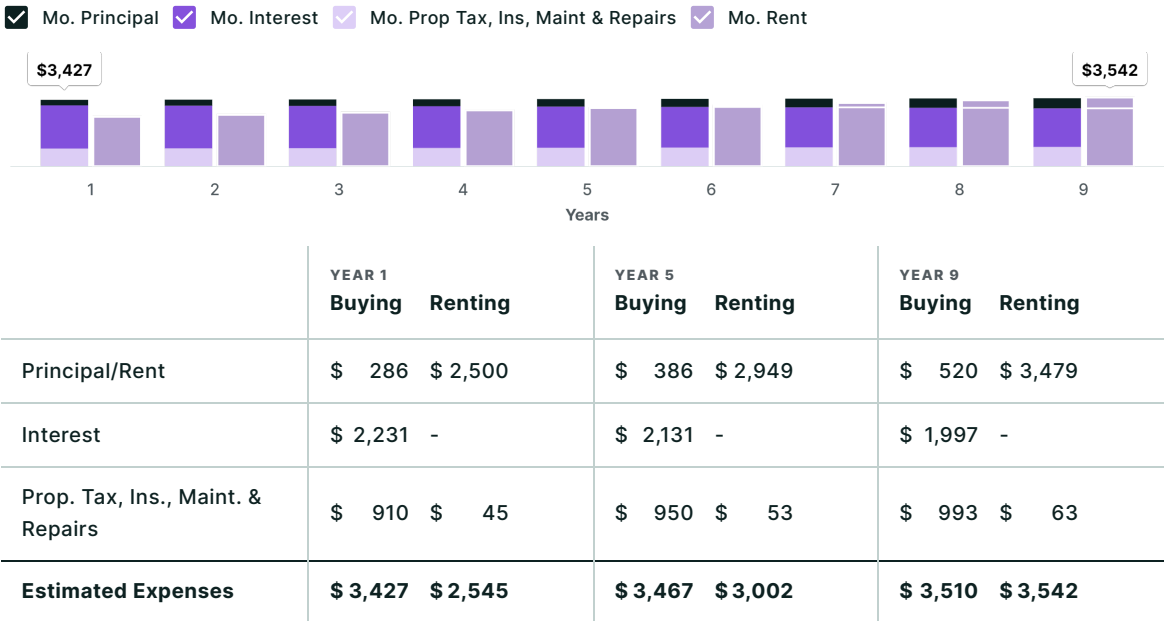 Mo. Principal Mo. Interest Mo. Prop Tax, Ins, Maint & Repairs Mo. Rent
$3,427 $3,542
1 2 3 4 5 6 7 8 9
Years
YEAR 1 YEAR 5 YEAR 9
Buying Renting Buying Renting Buying Renting
Principal/Rent $ 286 $ 2,500 $ 386 $ 2,949 $ 520 $ 3,479
Interest $ 2,231 - $ 2,131 - $ 1,997 -
Prop. Tax, Ins., Maint. &
Repairs $ 910 $ 45 $ 950 $ 53 $ 993 $ 63
Estimated Expenses $ 3,427 $ 2,545 $ 3,467 $ 3,002 $ 3,510 $ 3,542